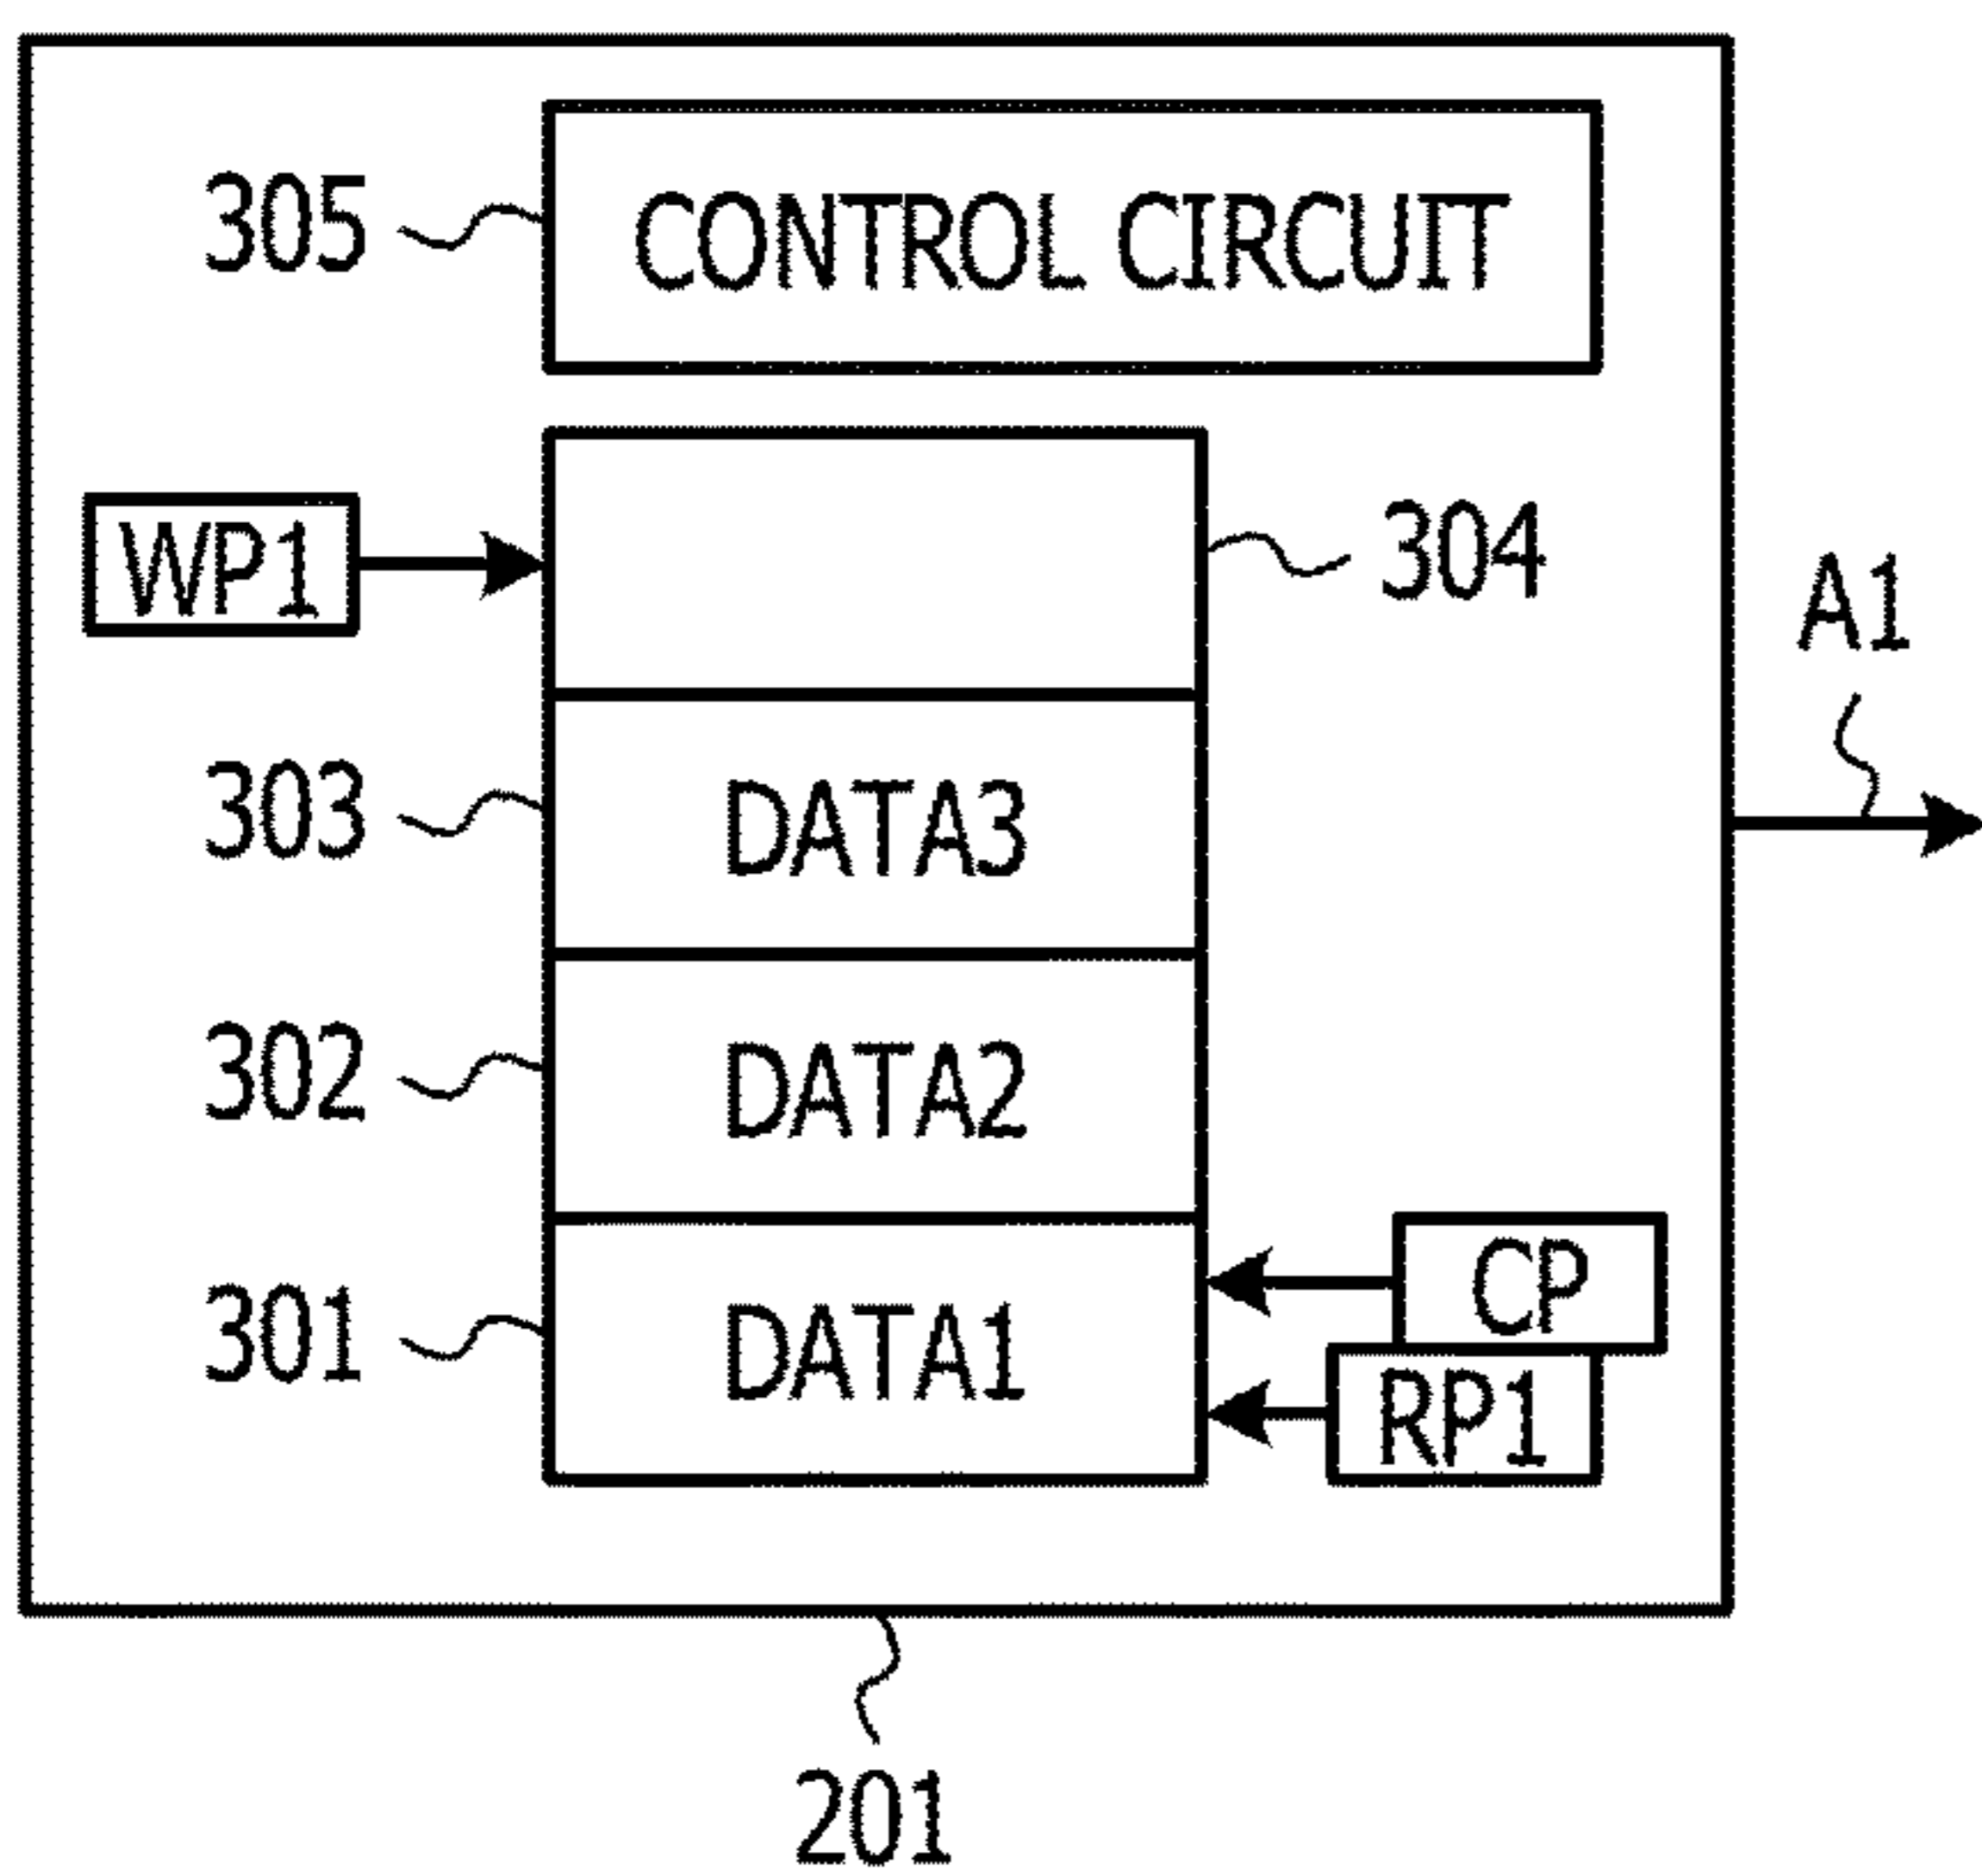 305
CONTROL CIRCUIT
WP1
304
A1
303
DATA3
302
DATA2
CP
301
DATA1
RP1
201